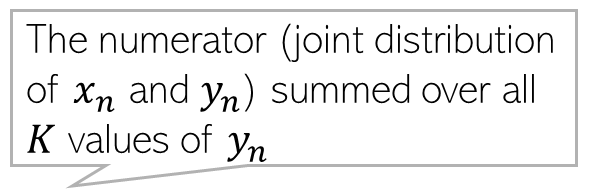 The numerator (joint distribution
of xₙ and yₙ) summed over all
K values of yₙ